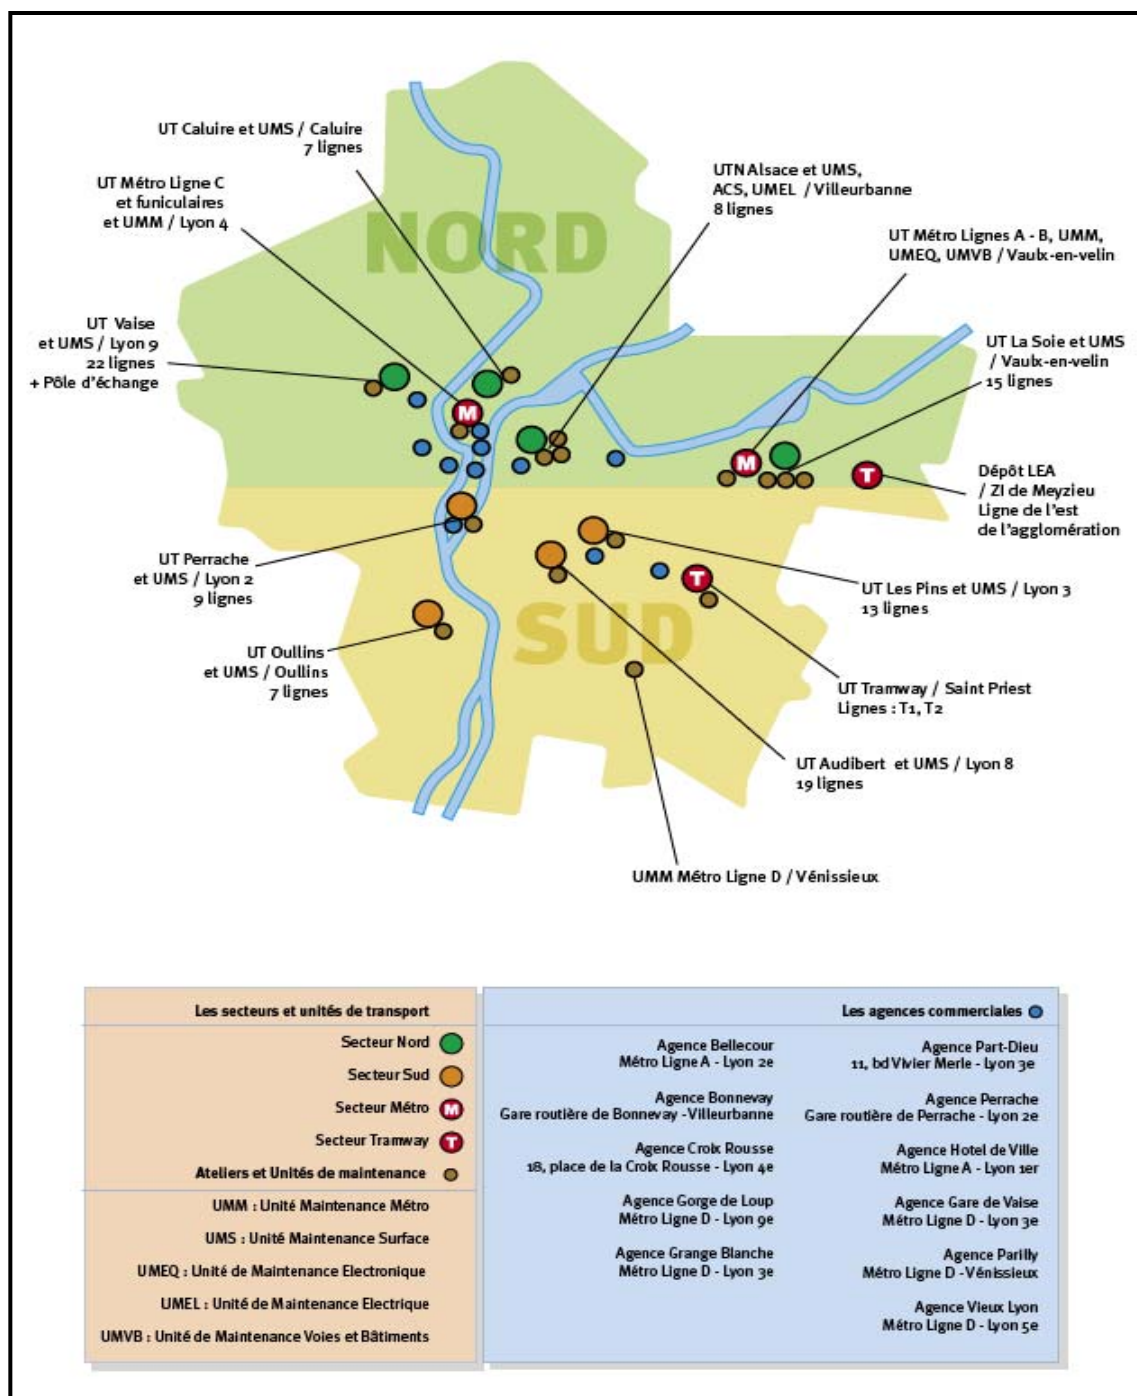 UT Caluire et UMS / Caluire
7 lignes
UT Métro Ligne C
et funiculaires
et UMM / Lyon 4
UTN Alsace et UMS,
ACS, UMEL / Villeurbanne
8 lignes
UT Métro Lignes A - B, UMM,
UMEQ, UMVB / Vaulx-en-velin
NORD
UT Vaise
et UMS / Lyon 9
22 lignes
+ Pôle d'échange
UT La Soie et UMS
/ Vaulx-en-velin
15 lignes
M
M
T
Dépôt LEA
/ ZI de Meyzieu
Ligne de l'est
de l'agglomération
UT Perrache
et UMS / Lyon 2
9 lignes
T
UT Les Pins et UMS / Lyon 3
13 lignes
SUD
UT Oullins
et UMS / Oullins
7 lignes
UT Tramway / Saint Priest
Lignes : T1, T2
UT Audibert et UMS / Lyon 8
19 lignes
UMM Métro Ligne D / Vénissieux
Les secteurs et unités de transport
Secteur Nord
Secteur Sud
Secteur Métro M
Secteur Tramway T
Ateliers et Unités de maintenance
UMM : Unité Maintenance Métro
UMS : Unité Maintenance Surface
UMEQ : Unité de Maintenance Electronique
UMEL : Unité de Maintenance Electrique
UMVB : Unité de Maintenance Voies et Bâtiments
Les agences commerciales
Agence Bellecour
Métro Ligne A - Lyon 2e
Agence Bonnevay
Gare routière de Bonnevay -Villeurbanne
Agence Croix Rousse
18, place de la Croix Rousse - Lyon 4e
Agence Gorge de Loup
Métro Ligne D - Lyon 9e
Agence Grange Blanche
Métro Ligne D - Lyon 3e
Agence Part-Dieu
11, bd Vivier Merle - Lyon 3e
Agence Perrache
Gare routière de Perrache - Lyon 2e
Agence Hotel de Ville
Métro Ligne A - Lyon 1er
Agence Gare de Vaise
Métro Ligne D - Lyon 3e
Agence Parilly
Métro Ligne D -Vénissieux
Agence Vieux Lyon
Métro Ligne D - Lyon 5e